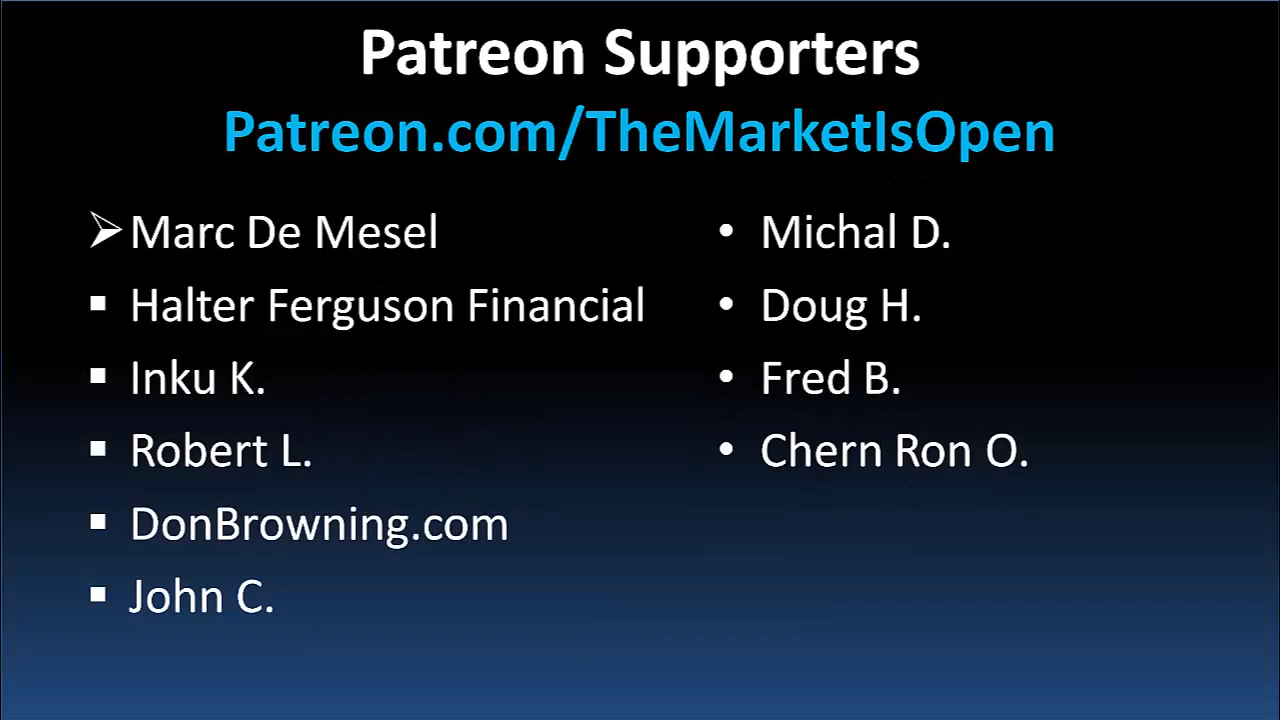 Patreon Supporters
Patreon.com/TheMarketIsOpen
Marc De Mesel
Halter Ferguson Financial
Inku K.
Robert L.
DonBrowning.com
John C.
Michal D.
Doug H.
Fred B.
Chern Ron O.